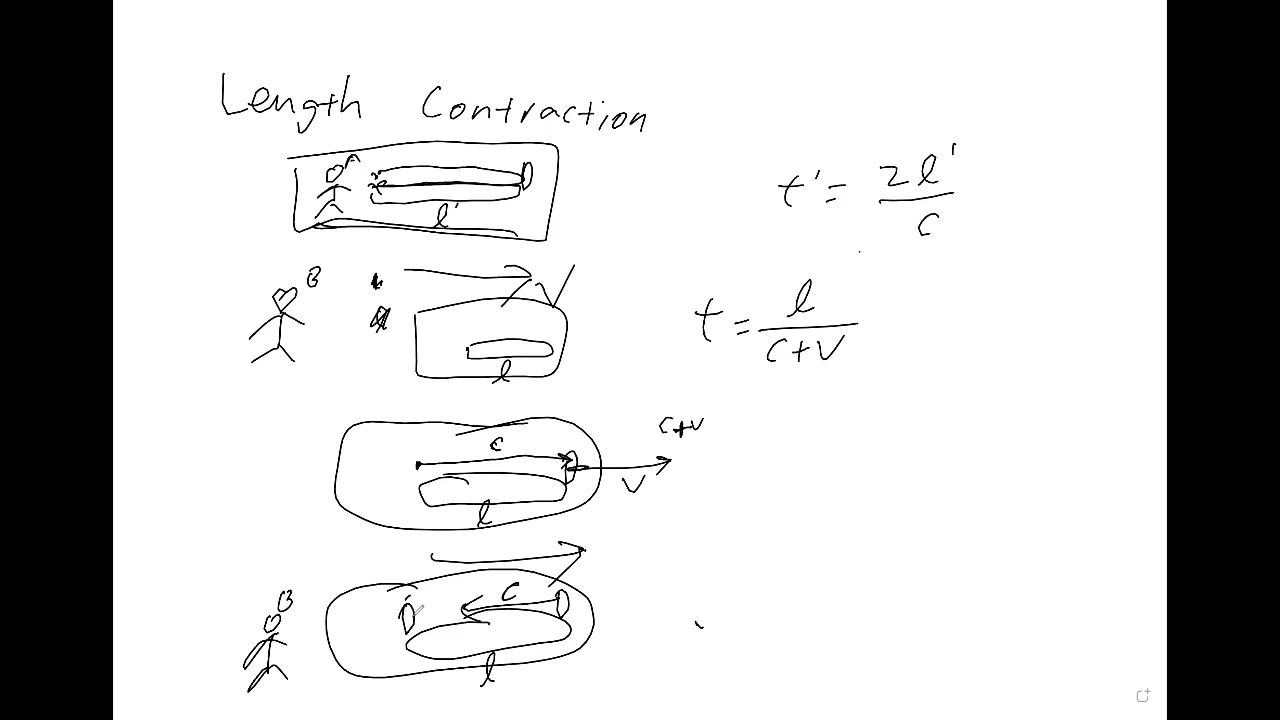 Length Contraction
A
l'
t' = 2l'/c
B
V
l
t = l/(c+v)
c
c+v
D
v
l
B
c
D
D
l